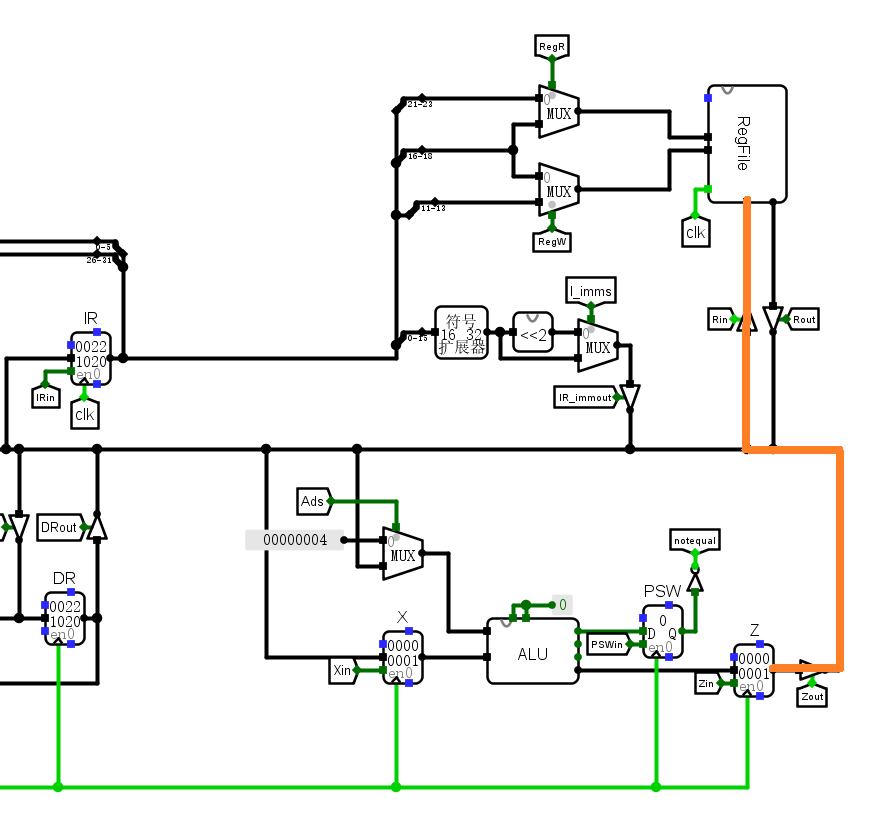 RegR
21-23
0
MUX
RegFile
16-18
0
MUX
11-13
clk
RegW
0-5
26-31
I_imms
IR
符号
16 32
扩展器
<<2
0
MUX
Rin
Rout
0022
1020
en0
0-15
IRin
clk
IR_immout
Ads
DRout
00000004
0
MUX
notequal
DR
PSW
0022
1020
en0
X
0
0
D Q
en0
PSWin
Z
0000
0001
en0
Xin
ALU
0000
0001
en0
Zin
Zout